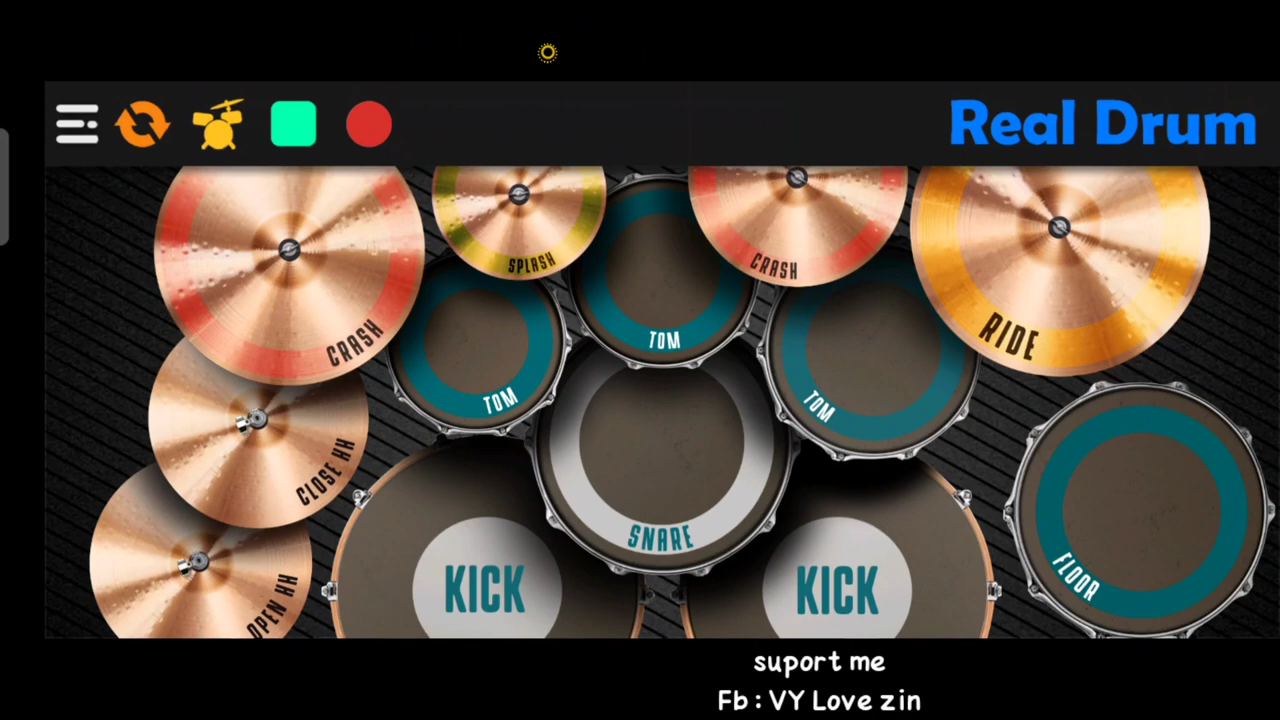 Real Drum
SPLASH
CRASH
CRASH
RIDE
TOM
TOM
TOM
CLOSE HH
SNARE
FLOOR
KICK
KICK
OPEN HH
suport me
Fb : VY Love zin